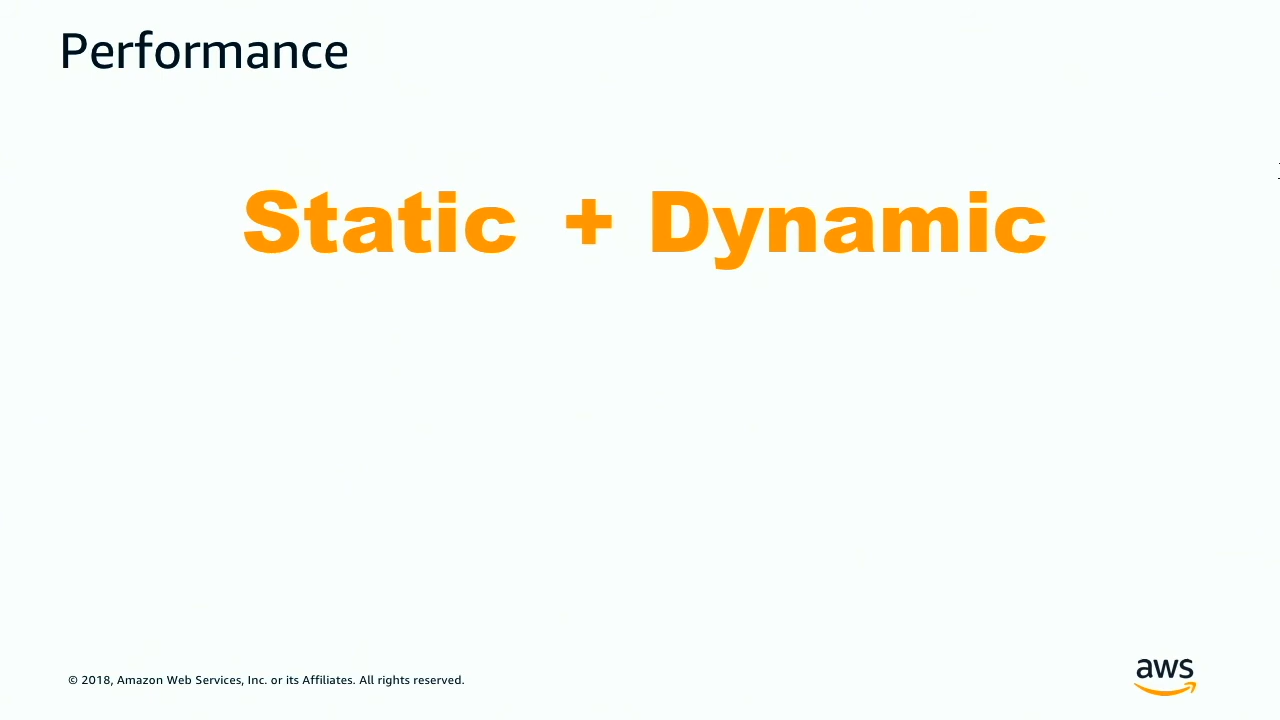 Performance
Static + Dynamic
© 2018, Amazon Web Services, Inc. or its Affiliates. All rights reserved.
aws